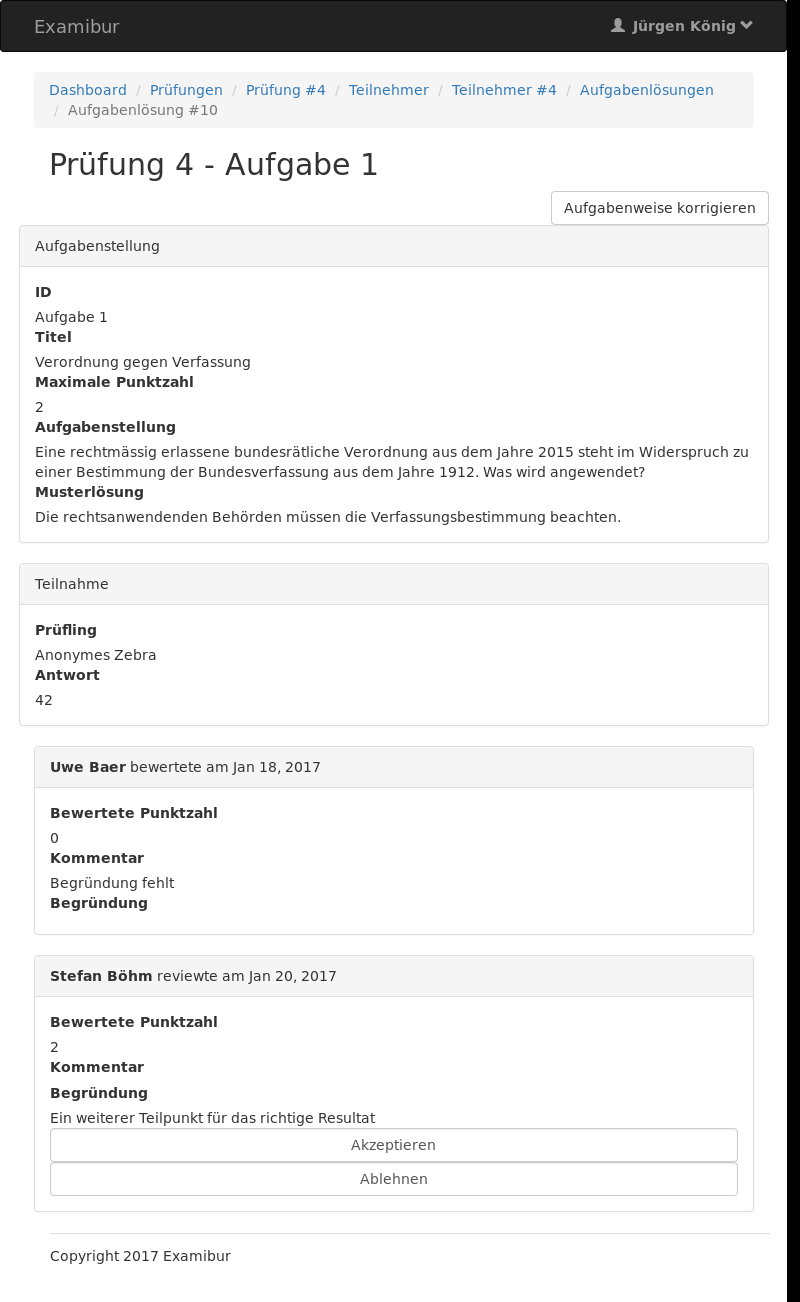 Examibur
Jürgen König
Dashboard / Prüfungen / Prüfung #4 / Teilnehmer / Teilnehmer #4 / Aufgabenlösungen
/ Aufgabenlösung #10
Prüfung 4 - Aufgabe 1
Aufgabenweise korrigieren
Aufgabenstellung
ID
Aufgabe 1
Titel
Verordnung gegen Verfassung
Maximale Punktzahl
2
Aufgabenstellung
Eine rechtmässig erlassene bundesrätliche Verordnung aus dem Jahre 2015 steht im Widerspruch zu
einer Bestimmung der Bundesverfassung aus dem Jahre 1912. Was wird angewendet?
Musterlösung
Die rechtsanwendenden Behörden müssen die Verfassungsbestimmung beachten.
Teilnahme
Prüfling
Anonymes Zebra
Antwort
42
Uwe Baer bewertete am Jan 18, 2017
Bewertete Punktzahl
0
Kommentar
Begründung fehlt
Begründung
Stefan Böhm reviewte am Jan 20, 2017
Bewertete Punktzahl
2
Kommentar
Begründung
Ein weiterer Teilpunkt für das richtige Resultat
Akzeptieren
Ablehnen
Copyright 2017 Examibur